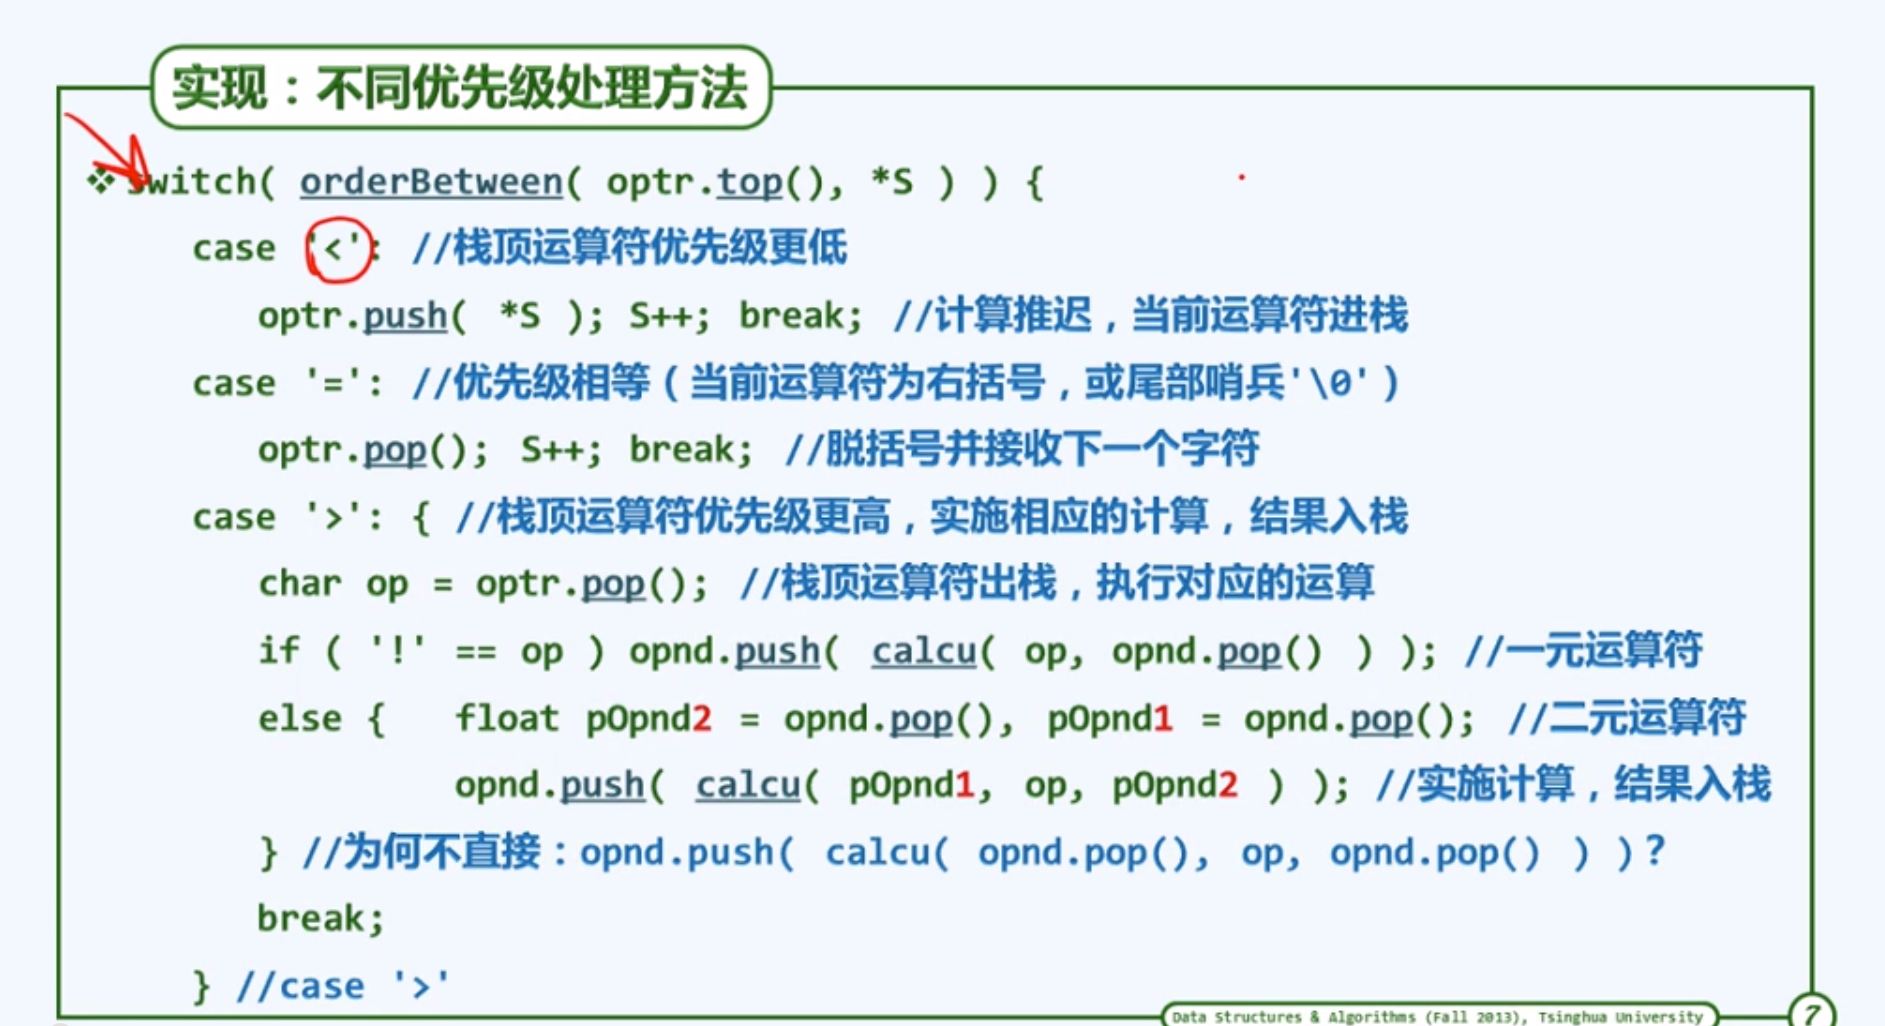 实现：不同优先级处理方法
❖ switch( orderBetween( optr.top(), *S ) ) {
case '<': //栈顶运算符优先级更低
optr.push( *S ); S++; break; //计算推迟，当前运算符进栈
case '=': //优先级相等（当前运算符为右括号，或尾部哨兵'\0'）
optr.pop(); S++; break; //脱括号并接收下一个字符
case '>': { //栈顶运算符优先级更高，实施相应的计算，结果入栈
char op = optr.pop(); //栈顶运算符出栈，执行对应的运算
if ( '!' == op ) opnd.push( calcu( op, opnd.pop() ) ); //一元运算符
else { float pOpnd2 = opnd.pop(), pOpnd1 = opnd.pop(); //二元运算符
opnd.push( calcu( pOpnd1, op, pOpnd2 ) ); //实施计算，结果入栈
} //为何不直接：opnd.push( calcu( opnd.pop(), op, opnd.pop() ) )？
break;
} //case '>'
Data Structures & Algorithms (Fall 2013), Tsinghua University
7